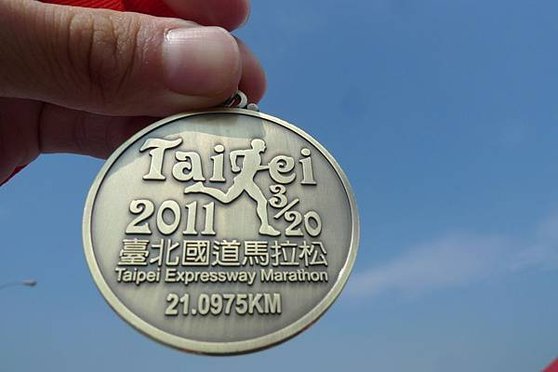 Taipei
3/20
2011
臺北國道馬拉松
Taipei Expressway Marathon
21.0975KM